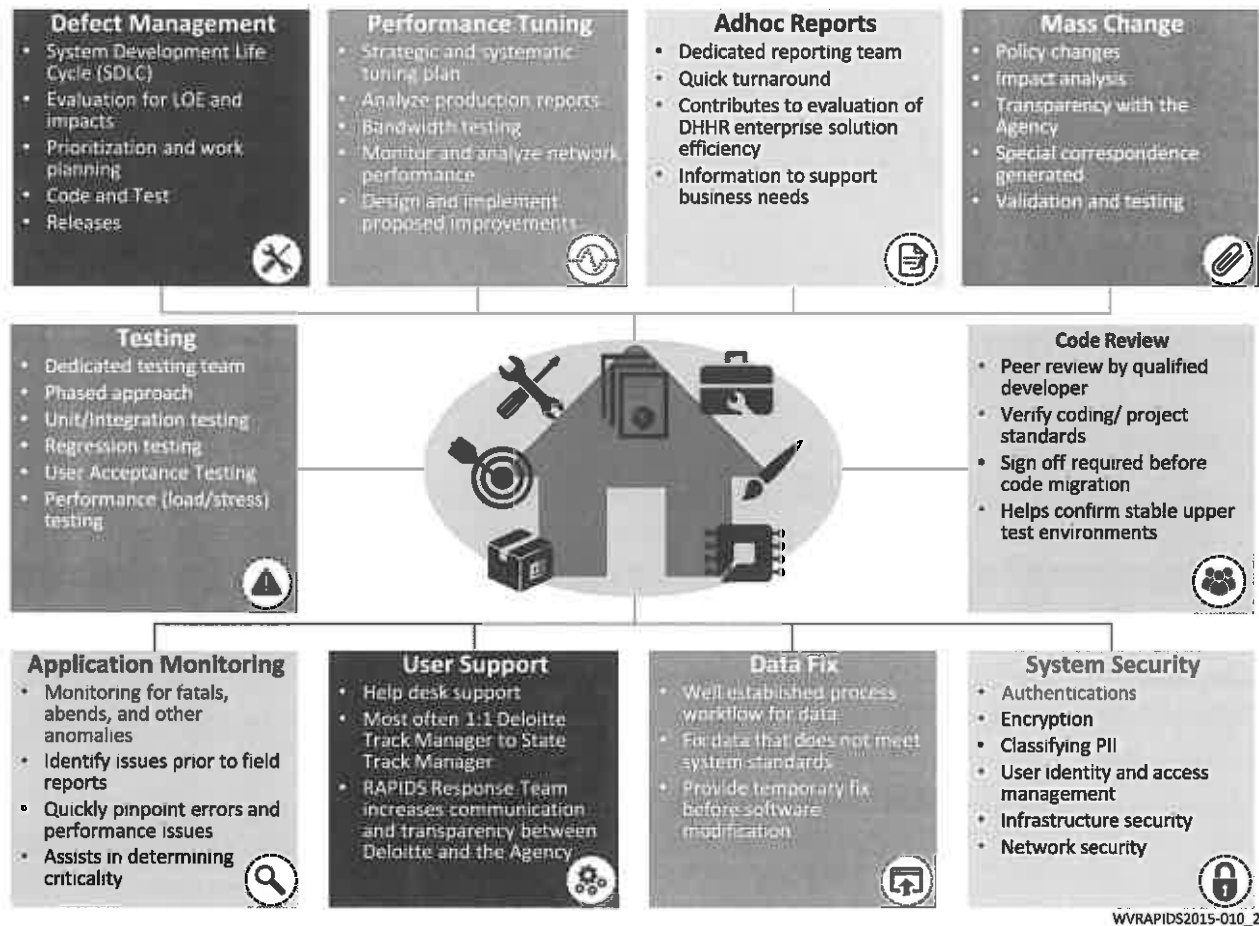 Defect Management
• System Development Life
Cycle (SDLC)
• Evaluation for LOE and
impacts
• Prioritization and work
planning
• Code and Test
• Releases
Performance Tuning
• Strategic and systematic
tuning plan
• Analyze production reports
• Bandwidth testing
• Monitor and analyze network
performance
• Design and implement
proposed improvements
Adhoc Reports
• Dedicated reporting team
• Quick turnaround
• Contributes to evaluation of
DHHR enterprise solution
efficiency
• Information to support
business needs
Mass Change
• Policy changes
• Impact analysis
• Transparency with the
Agency
• Special correspondence
generated
• Validation and testing
Testing
• Dedicated testing team
• Phased approach
• Unit/Integration testing
• Regression testing
• User Acceptance Testing
• Performance (load/stress)
testing
Code Review
• Peer review by qualified
developer
• Verify coding/ project
standards
• Sign off required before
code migration
• Helps confirm stable upper
test environments
Application Monitoring
• Monitoring for fatals,
abends, and other
anomalies
• Identify issues prior to field
reports
• Quickly pinpoint errors and
performance issues
• Assists in determining
criticality
User Support
• Help desk support
• Most often 1:1 Deloitte
Track Manager to State
Track Manager
• RAPIDS Response Team
increases communication
and transparency between
Deloitte and the Agency
Data Fix
• Well established process
workflow for data
• Fix data that does not meet
system standards
• Provide temporary fix
before software
modification
System Security
• Authentications
• Encryption
• Classifying PII
• User identity and access
management
• Infrastructure security
• Network security
WVRAPIDS2015-010_2